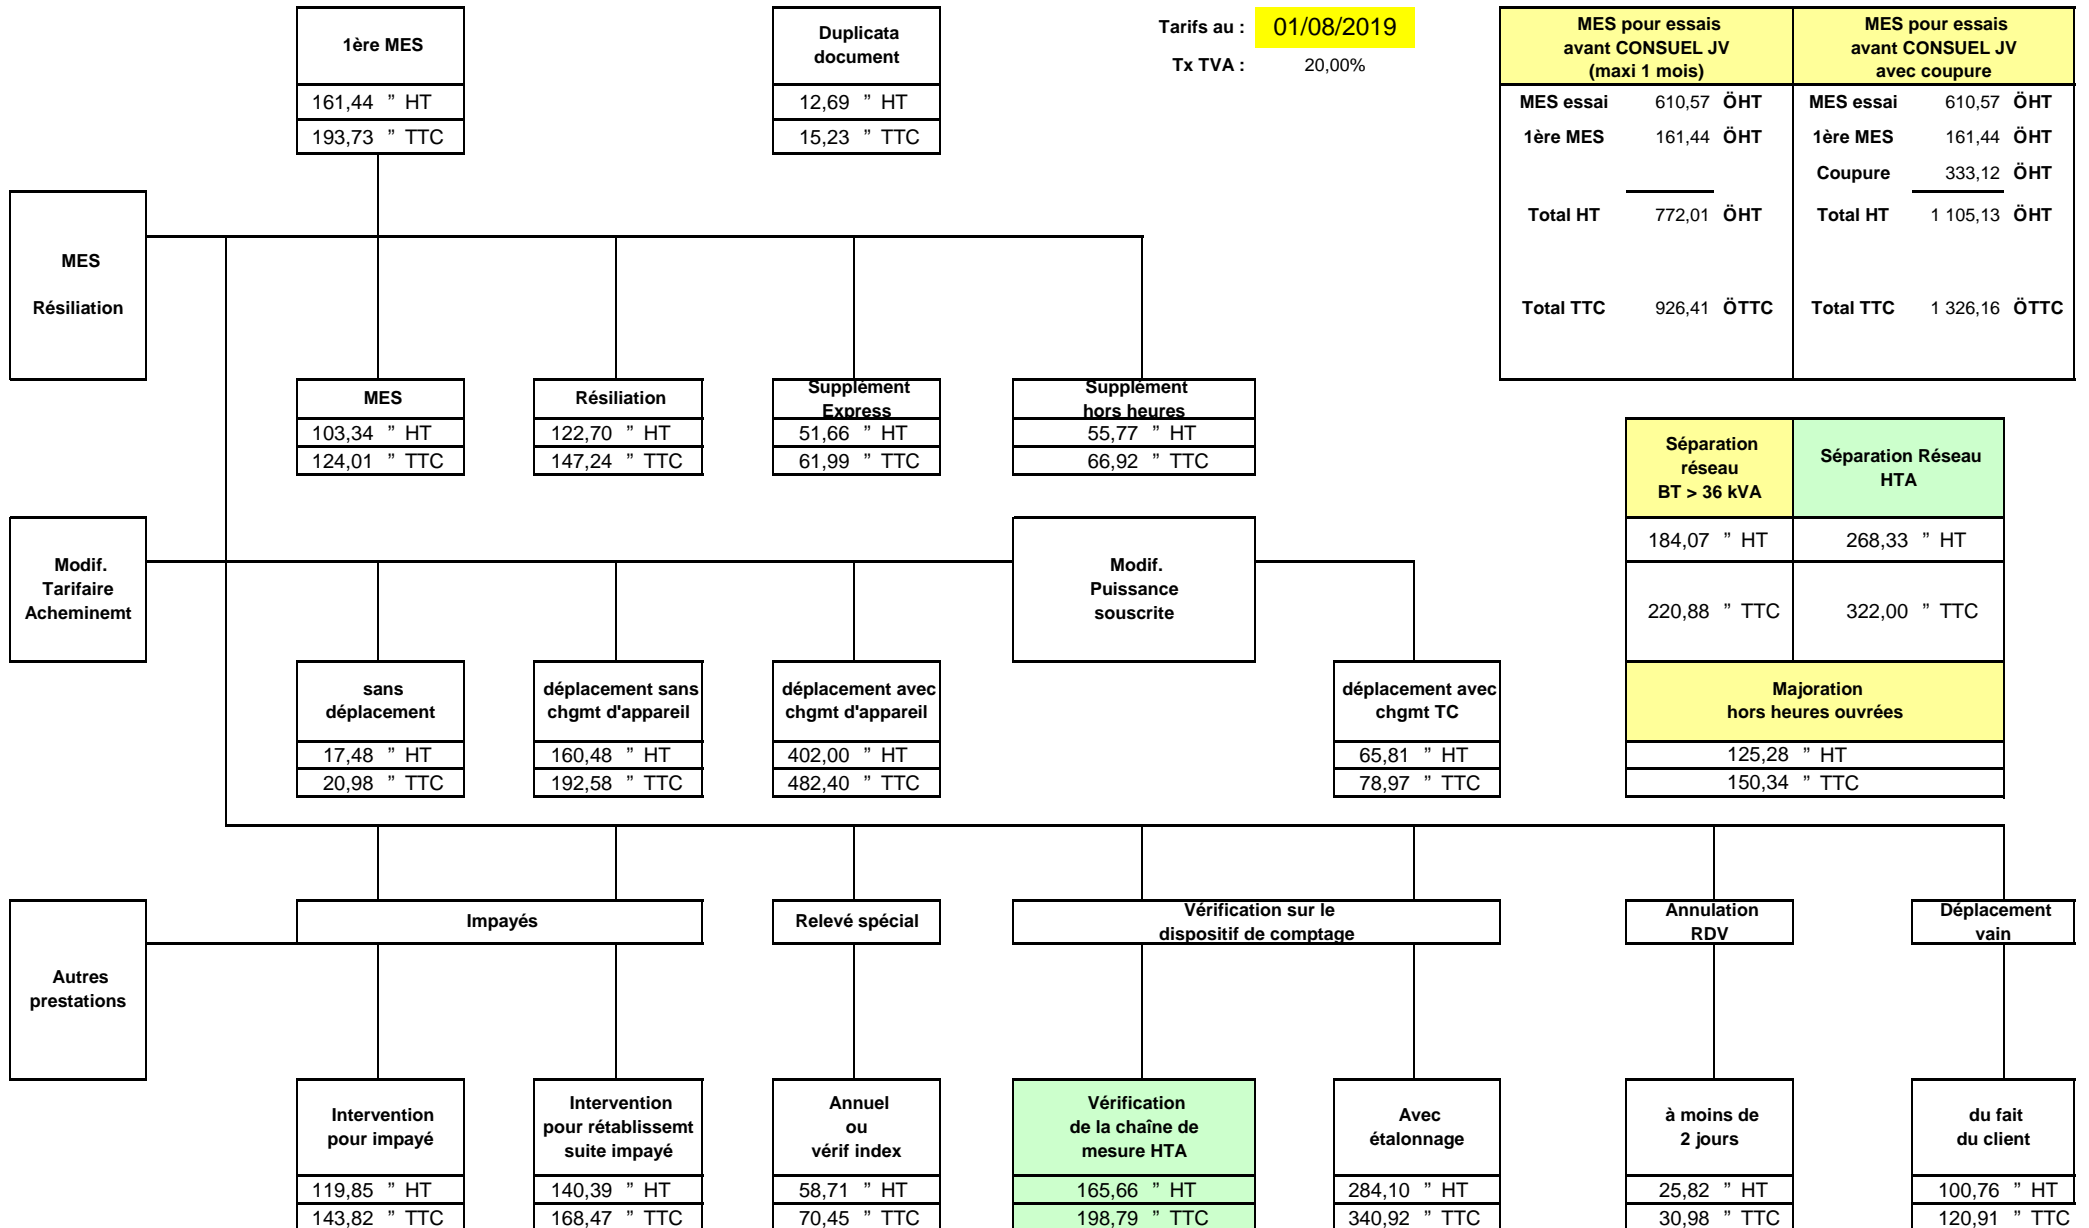 1ère MES
161,44 ” HT
193,73 ” TTC
Duplicata
document
12,69 ” HT
15,23 ” TTC
Tarifs au : 01/08/2019
Tx TVA : 20,00%
MES pour essais
avant CONSUEL JV
(maxi 1 mois)
MES essai 610,57 ÖHT
1ère MES 161,44 ÖHT
Total HT 772,01 ÖHT
Total TTC 926,41 ÖTTC
MES pour essais
avant CONSUEL JV
avec coupure
MES essai 610,57 ÖHT
1ère MES 161,44 ÖHT
Coupure 333,12 ÖHT
Total HT 1 105,13 ÖHT
Total TTC 1 326,16 ÖTTC
MES
Résiliation
MES
103,34 ” HT
124,01 ” TTC
Résiliation
122,70 ” HT
147,24 ” TTC
Supplément
Express
51,66 ” HT
61,99 ” TTC
Supplément
hors heures
55,77 ” HT
66,92 ” TTC
Séparation
réseau
BT > 36 kVA
184,07 ” HT
220,88 ” TTC
Séparation Réseau
HTA
268,33 ” HT
322,00 ” TTC
Majoration
hors heures ouvrées
125,28 ” HT
150,34 ” TTC
Modif.
Tarifaire
Acheminemt
Modif.
Puissance
souscrite
sans
déplacement
17,48 ” HT
20,98 ” TTC
déplacement sans
chgmt d'appareil
160,48 ” HT
192,58 ” TTC
déplacement avec
chgmt d'appareil
402,00 ” HT
482,40 ” TTC
déplacement avec
chgmt TC
65,81 ” HT
78,97 ” TTC
Autres
prestations
Impayés
Relevé spécial
Vérification sur le
dispositif de comptage
Annulation
RDV
Déplacement
vain
Intervention
pour impayé
119,85 ” HT
143,82 ” TTC
Intervention
pour rétablissemt
suite impayé
140,39 ” HT
168,47 ” TTC
Annuel
ou
vérif index
58,71 ” HT
70,45 ” TTC
Vérification
de la chaîne de
mesure HTA
165,66 ” HT
198,79 ” TTC
Avec
étalonnage
284,10 ” HT
340,92 ” TTC
à moins de
2 jours
25,82 ” HT
30,98 ” TTC
du fait
du client
100,76 ” HT
120,91 ” TTC